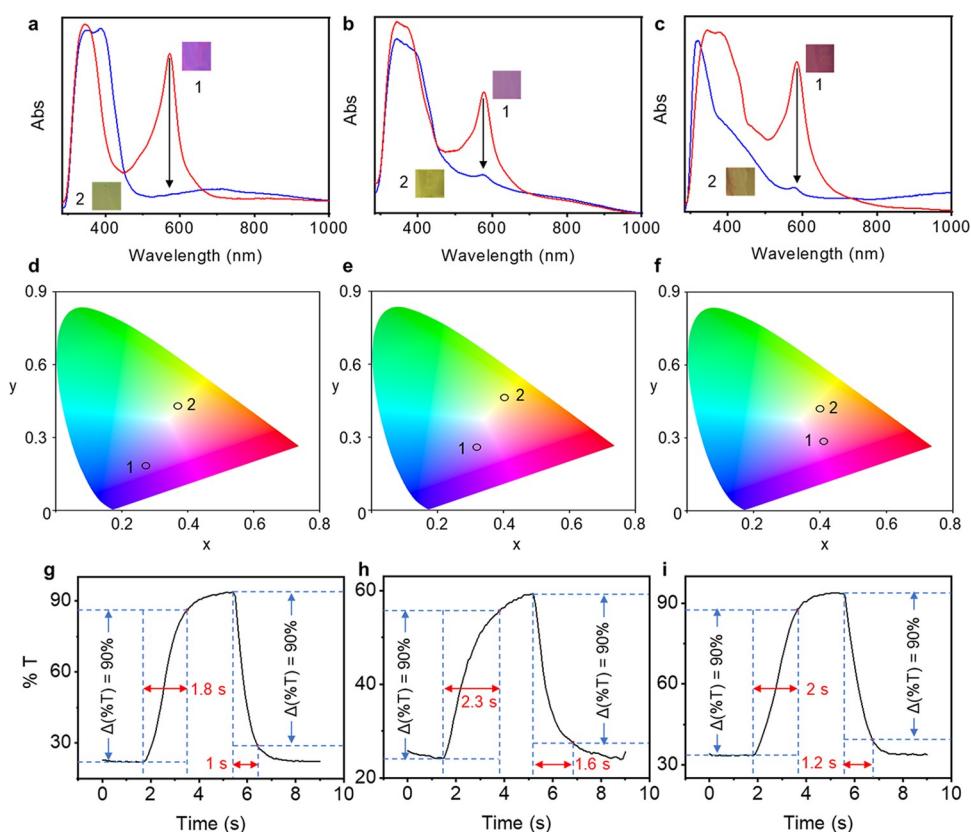 a
b
c
Abs
Abs
Abs
1
1
1
2
2
2
400 600 800 1000
400 600 800 1000
400 600 800 1000
Wavelength (nm)
Wavelength (nm)
Wavelength (nm)
d
e
f
0.9
0.6
0.3
0
y
0.9
0.6
0.3
0
y
0.9
0.6
0.3
0
y
2
1
2
1
2
1
0.2 0.4 0.6 0.8
0.2 0.4 0.6 0.8
0.2 0.4 0.6 0.8
x
x
x
g
h
i
% T
90
60
30
Δ(%T) = 90%
1.8 s
1 s
Δ(%T) = 90%
60
40
20
Δ(%T) = 90%
2.3 s
1.6 s
Δ(%T) = 90%
90
60
30
Δ(%T) = 90%
2 s
1.2 s
Δ(%T) = 90%
0 2 4 6 8 10
0 2 4 6 8 10
0 2 4 6 8 10
Time (s)
Time (s)
Time (s)